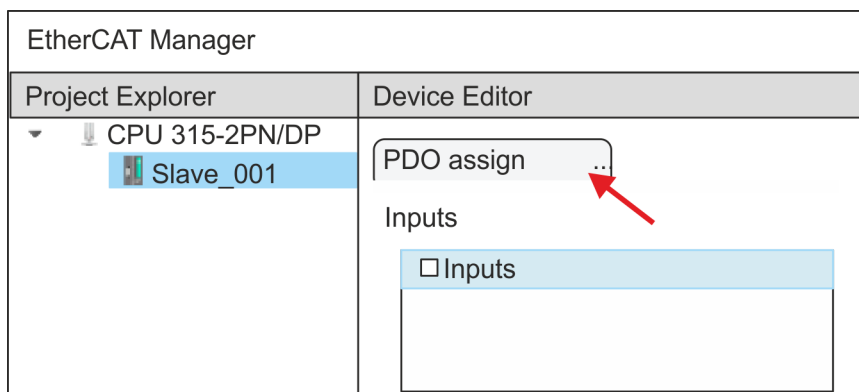 EtherCAT Manager
Project Explorer
Device Editor
CPU 315-2PN/DP
Slave_001
PDO assign ...
Inputs
Inputs